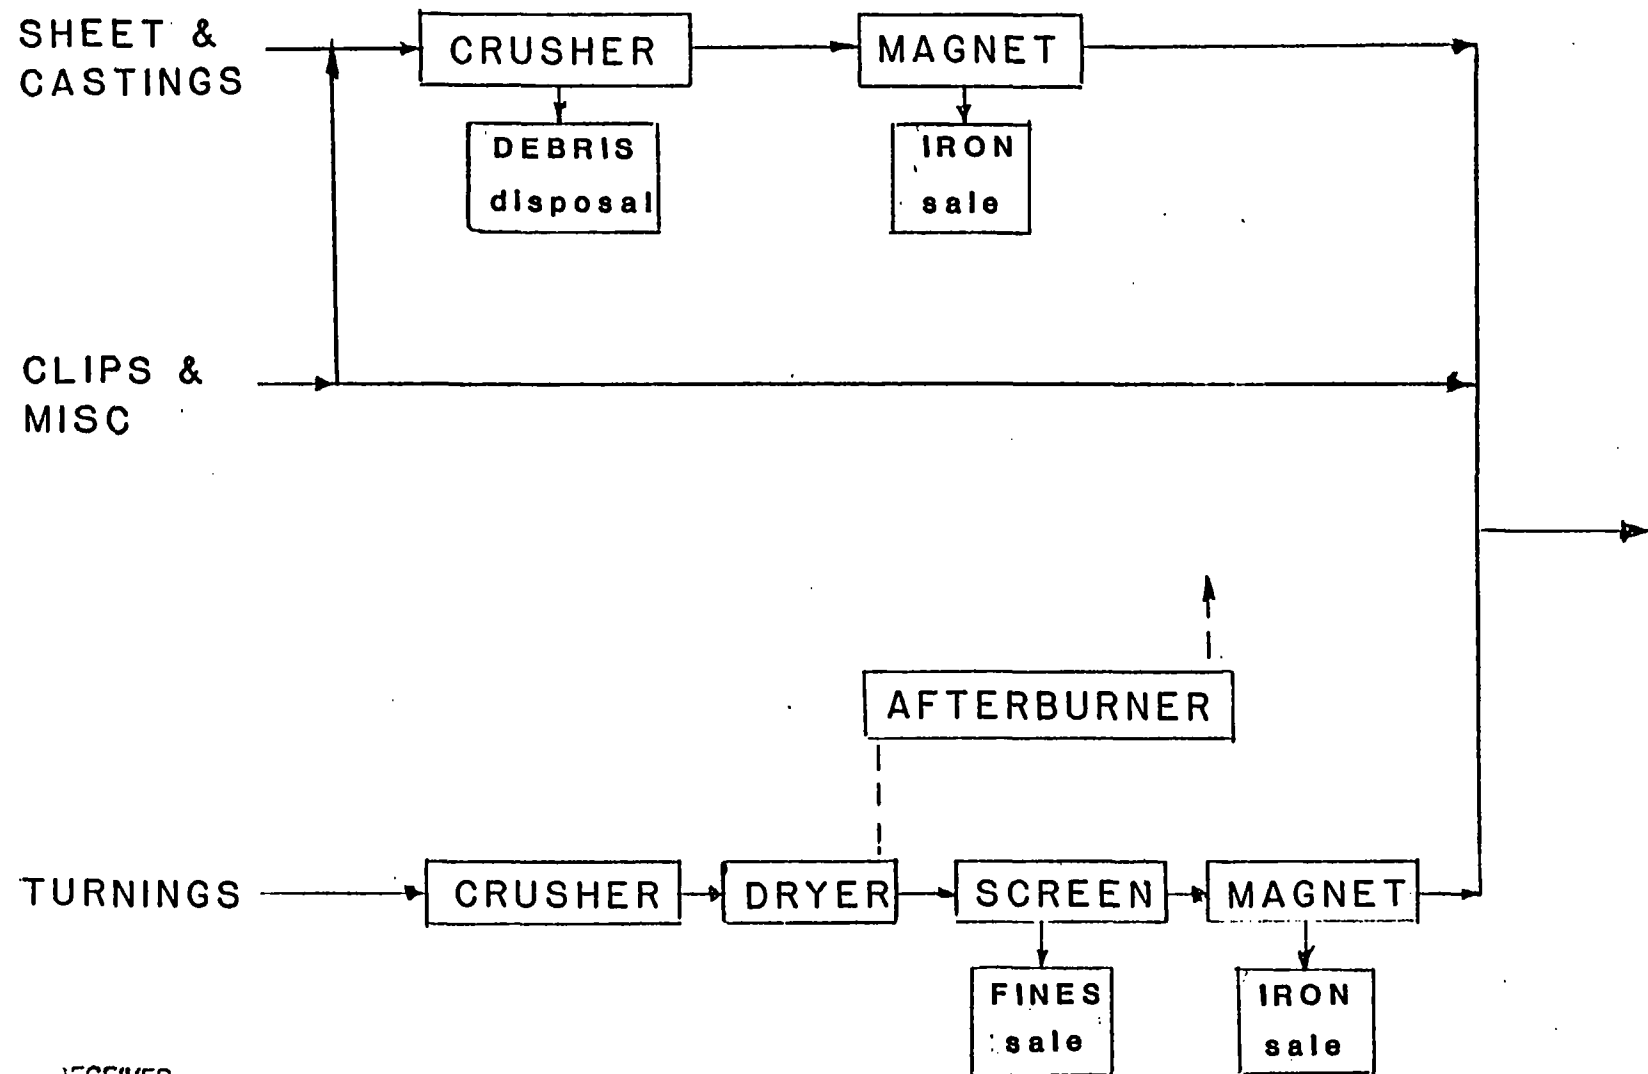 SHEET &
CASTINGS
CRUSHER
MAGNET
DEBRIS
disposal
IRON
sale
CLIPS &
MISC
AFTERBURNER
TURNINGS
CRUSHER
DRYER
SCREEN
MAGNET
FINES
sale
IRON
sale